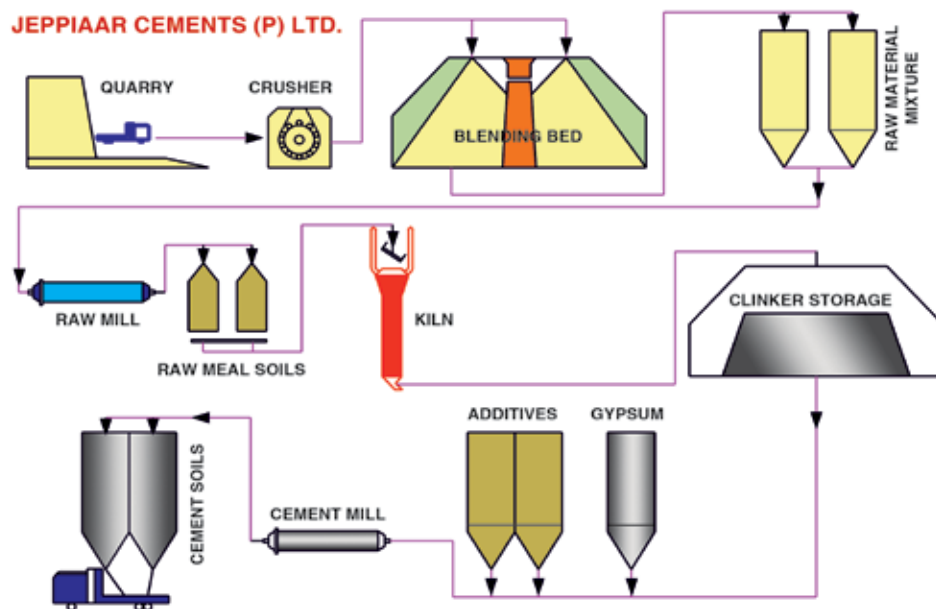 JEPPIAAR CEMENTS (P) LTD.
QUARRY
CRUSHER
BLENDING BED
RAW MATERIAL
MIXTURE
RAW MILL
RAW MEAL SOILS
KILN
CLINKER STORAGE
ADDITIVES
GYPSUM
CEMENT MILL
CEMENT SOILS